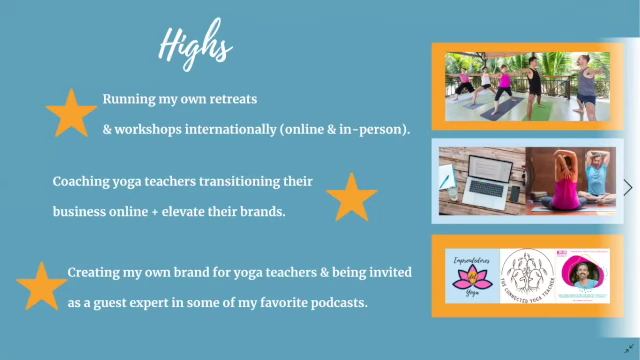 Highs
Running my own retreats
& workshops internationally (online & in-person).
Coaching yoga teachers transitioning their
business online + elevate their brands.
Creating my own brand for yoga teachers & being invited
as a guest expert in some of my favorite podcasts.
Emprendedores
del
Yoga
THE CONNECTED YOGA TEACHER